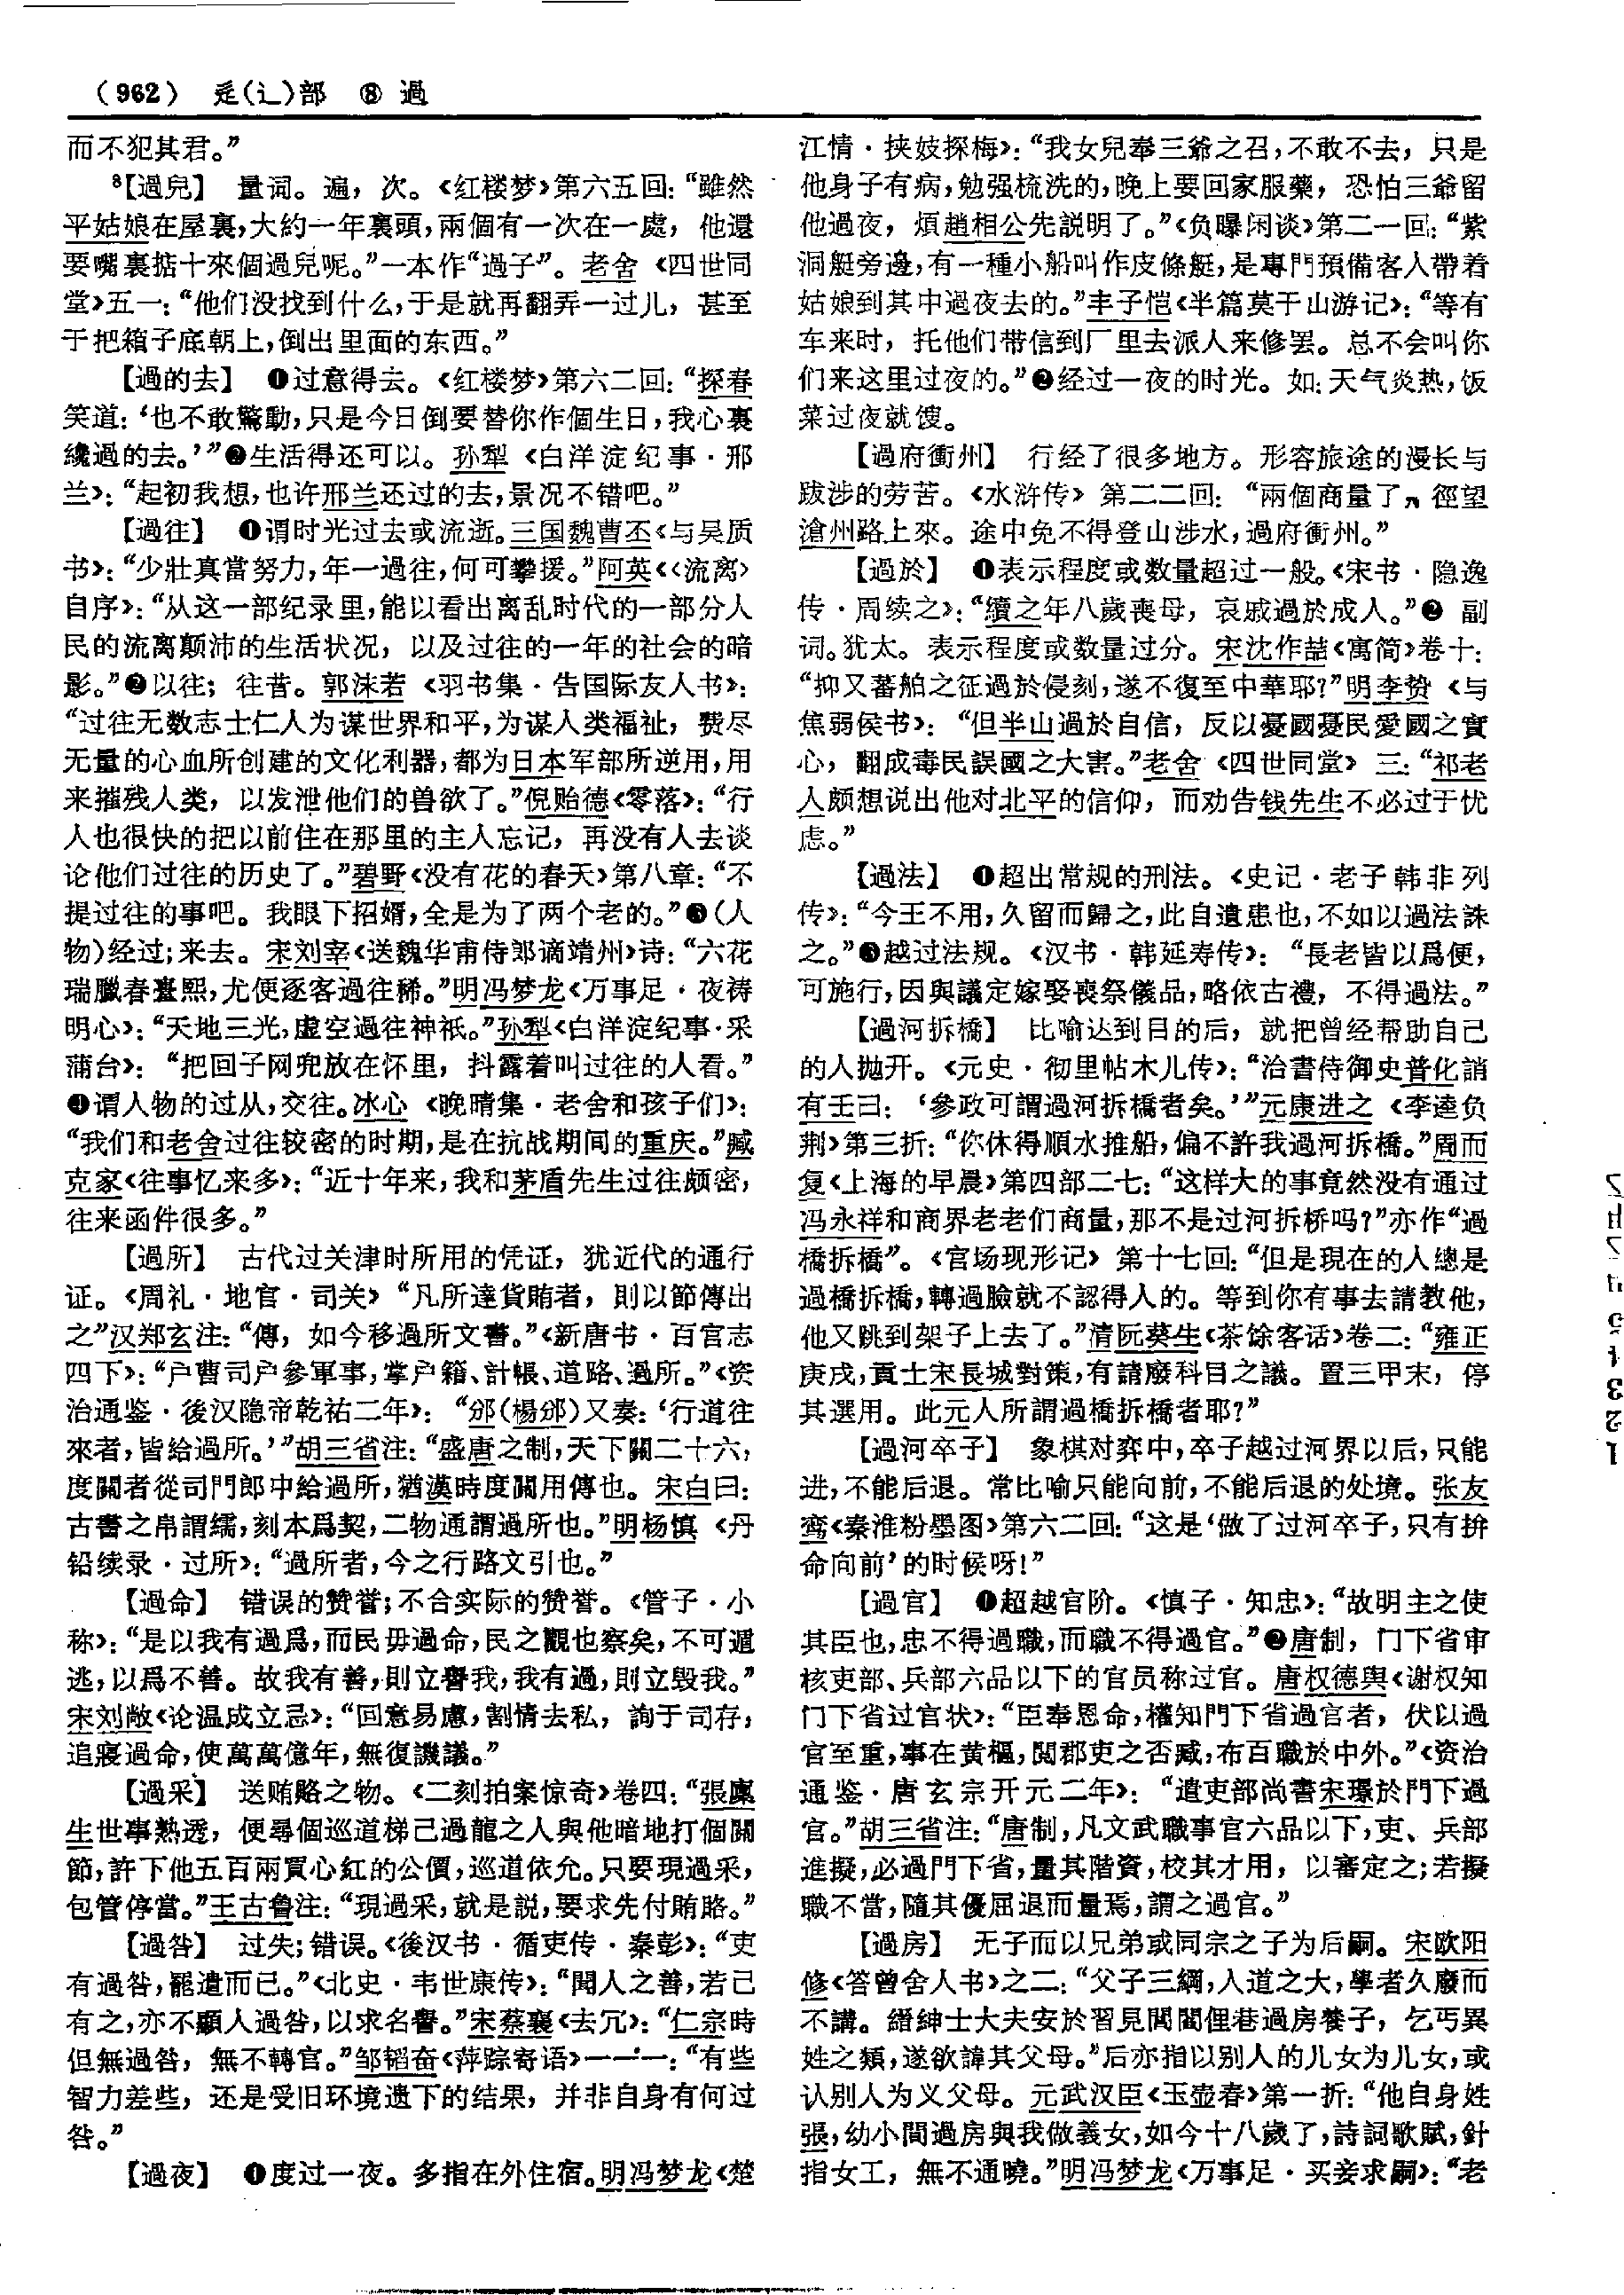 （962） 辵(辶)部 ⑧ 過
而不犯其君。”
⁸【過兒】 量词。遍，次。《红楼梦》第六五回：“雖然
平姑娘在屋裏，大約一年裏頭，兩個有一次在一處，他還
要嘴裏掂十來個過兒呢。”一本作“過子”。老舍《四世同
堂》五一：“他们没找到什么，于是就再翻弄一过儿，甚至
于把箱子底朝上，倒出里面的东西。”
【過的去】 ❶过意得去。《红楼梦》第六二回：“探春
笑道：‘也不敢驚動，只是今日倒要替你作個生日，我心裏
纔過的去。’”❷生活得还可以。孙犁《白洋淀纪事·邢
兰》：“起初我想，也许邢兰还过的去，景况不错吧。”
【過往】 ❶谓时光过去或流逝。三国魏曹丕《与吴质
书》：“少壯真當努力，年一過往，何可攀援。”阿英《〈流离〉
自序》：“从这一部纪录里，能以看出离乱时代的一部分人
民的流离颠沛的生活状况，以及过往的一年的社会的暗
影。”❷以往；往昔。郭沫若《羽书集·告国际友人书》：
“过往无数志士仁人为谋世界和平，为谋人类福祉，费尽
无量的心血所创建的文化利器，都为日本军部所逆用，用
来摧残人类，以发泄他们的兽欲了。”倪贻德《零落》：“行
人也很快的把以前住在那里的主人忘记，再没有人去谈
论他们过往的历史了。”碧野《没有花的春天》第八章：“不
提过往的事吧。我眼下招婿，全是为了两个老的。”❸（人
物）经过；来去。宋刘宰《送魏华甫侍郎谪靖州》诗：“六花
瑞臘春臺熙，尤便逐客過往稀。”明冯梦龙《万事足·夜祷
明心》：“天地三光，虚空過往神祇。”孙犁《白洋淀纪事·采
蒲台》：“把回子网兜放在怀里，抖露着叫过往的人看。”
❹谓人物的过从，交往。冰心《晚晴集·老舍和孩子们》：
“我们和老舍过往较密的时期，是在抗战期间的重庆。”臧
克家《往事忆来多》：“近十年来，我和茅盾先生过往颇密，
往来函件很多。”
【過所】 古代过关津时所用的凭证，犹近代的通行
证。《周礼·地官·司关》“凡所達貨賄者，則以節傳出
之”汉郑玄注：“傳，如今移過所文書。”《新唐书·百官志
四下》：“户曹司户參軍事，掌户籍、計帳、道路、過所。”《资
治通鉴·後汉隐帝乾祐二年》：“邠（楊邠）又奏：‘行道往
來者，皆給過所。’”胡三省注：“盛唐之制，天下關二十六，
度關者從司門郎中給過所，猶漢時度關用傳也。宋白曰：
古書之帛謂繻，刻木爲契，二物通謂過所也。”明杨慎《丹
铅续录·过所》：“過所者，今之行路文引也。”
【過命】 错误的赞誉；不合实际的赞誉。《管子·小
称》：“是以我有過爲，而民毋過命，民之觀也察矣，不可遁
逃，以爲不善。故我有善，則立譽我，我有過，則立毁我。”
宋刘敞《论温成立忌》：“回意易慮，割情去私，詢于司存，
追寢過命，使萬萬億年，無復譏議。”
【過采】 送贿赂之物。《二刻拍案惊奇》卷四：“張廩
生世事熟透，便尋個巡道梯己過龍之人與他暗地打個關
節，許下他五百兩買心紅的公價，巡道依允。只要現過采，
包管停當。”王古鲁注：“現過采，就是説，要求先付賄賂。”
【過咎】 过失；错误。《後汉书·循吏传·秦彭》：“吏
有過咎，罷遣而已。”《北史·韦世康传》：“聞人之善，若己
有之，亦不顯人過咎，以求名譽。”宋蔡襄《去冗》：“仁宗時
但無過咎，無不轉官。”邹韬奋《萍踪寄语》一一一：“有些
智力差些，还是受旧环境遗下的结果，并非自身有何过
咎。”
【過夜】 ❶度过一夜。多指在外住宿。明冯梦龙《楚
江情·挟妓探梅》：“我女兒奉三爺之召，不敢不去，只是
他身子有病，勉强梳洗的，晚上要回家服藥，恐怕三爺留
他過夜，煩趙相公先説明了。”《负曝闲谈》第二一回：“紫
洞艇旁邊，有一種小船叫作皮條艇，是專門預備客人帶着
姑娘到其中過夜去的。”丰子恺《半篇莫干山游记》：“等有
车来时，托他们带信到厂里去派人来修罢。总不会叫你
们来这里过夜的。”❷经过一夜的时光。如：天气炎热，饭
菜过夜就馊。
【過府衝州】 行经了很多地方。形容旅途的漫长与
跋涉的劳苦。《水浒传》第二二回：“兩個商量了，徑望
滄州路上來。途中免不得登山涉水，過府衝州。”
【過於】 ❶表示程度或数量超过一般。《宋书·隐逸
传·周续之》：“續之年八歲喪母，哀戚過於成人。”❷ 副
词。犹太。表示程度或数量过分。宋沈作喆《寓简》卷十：
“抑又蕃舶之征過於侵刻，遂不復至中華耶？”明李贽《与
焦弱侯书》：“但半山過於自信，反以憂國憂民愛國之實
心，翻成毒民誤國之大害。”老舍《四世同堂》三：“祁老
人颇想说出他对北平的信仰，而劝告钱先生不必过于忧
虑。”
【過法】 ❶超出常规的刑法。《史记·老子韩非列
传》：“今王不用，久留而歸之，此自遺患也，不如以過法誅
之。”❷越过法规。《汉书·韩延寿传》：“長老皆以爲便，
可施行，因與議定嫁娶喪祭儀品，略依古禮，不得過法。”
【過河拆橋】 比喻达到目的后，就把曾经帮助自己
的人抛开。《元史·彻里帖木儿传》：“治書侍御史普化誚
有壬曰：‘參政可謂過河拆橋者矣。’”元康进之《李逵负
荆》第三折：“你休得順水推船，偏不許我過河拆橋。”周而
复《上海的早晨》第四部二七：“这样大的事竟然没有通过
冯永祥和商界老老们商量，那不是过河拆桥吗？”亦作“過
橋拆橋”。《官场现形记》第十七回：“但是現在的人總是
過橋拆橋，轉過臉就不認得人的。等到你有事去請教他，
他又跳到架子上去了。”清阮葵生《茶馀客话》卷二：“雍正
庚戌，貢士宋長城對策，有請廢科目之議。置三甲末，停
其選用。此元人所謂過橋拆橋者耶？”
【過河卒子】 象棋对弈中，卒子越过河界以后，只能
进，不能后退。常比喻只能向前，不能后退的处境。张友
鸾《秦淮粉墨图》第六二回：“这是‘做了过河卒子，只有拚
命向前’的时候呀！”
【過官】 ❶超越官阶。《慎子·知忠》：“故明主之使
其臣也，忠不得過職，而職不得過官。”❷唐制，门下省审
核吏部、兵部六品以下的官员称过官。唐权德舆《谢权知
门下省过官状》：“臣奉恩命，權知門下省過官者，伏以過
官至重，事在黄樞，閲郡吏之否臧，布百職於中外。”《资治
通鉴·唐玄宗开元二年》：“遣吏部尚書宋璟於門下過
官。”胡三省注：“唐制，凡文武職事官六品以下，吏、兵部
進擬，必過門下省，量其階資，校其才用，以審定之；若擬
職不當，隨其優屈退而量焉，謂之過官。”
【過房】 无子而以兄弟或同宗之子为后嗣。宋欧阳
修《答曾舍人书》之二：“父子三綱，人道之大，學者久廢而
不講。縉紳士大夫安於習見閭閻俚巷過房養子，乞丐異
姓之類，遂欲諱其父母。”后亦指以别人的儿女为儿女，或
认别人为义父母。元武汉臣《玉壶春》第一折：“他自身姓
張，幼小間過房與我做義女，如今十八歲了，詩詞歌賦，針
指女工，無不通曉。”明冯梦龙《万事足·买妾求嗣》：“老